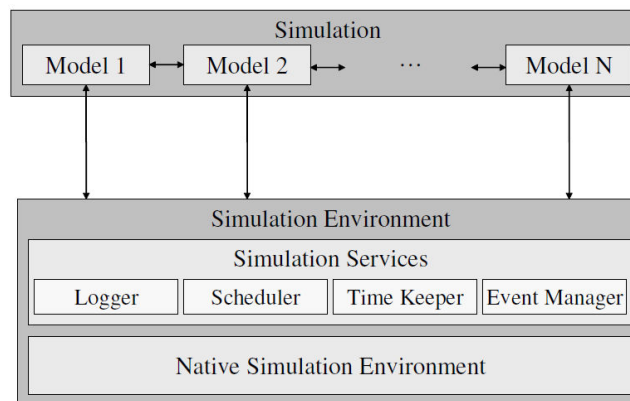 Simulation
Model 1
Model 2
...
Model N
Simulation Environment
Simulation Services
Logger
Scheduler
Time Keeper
Event Manager
Native Simulation Environment